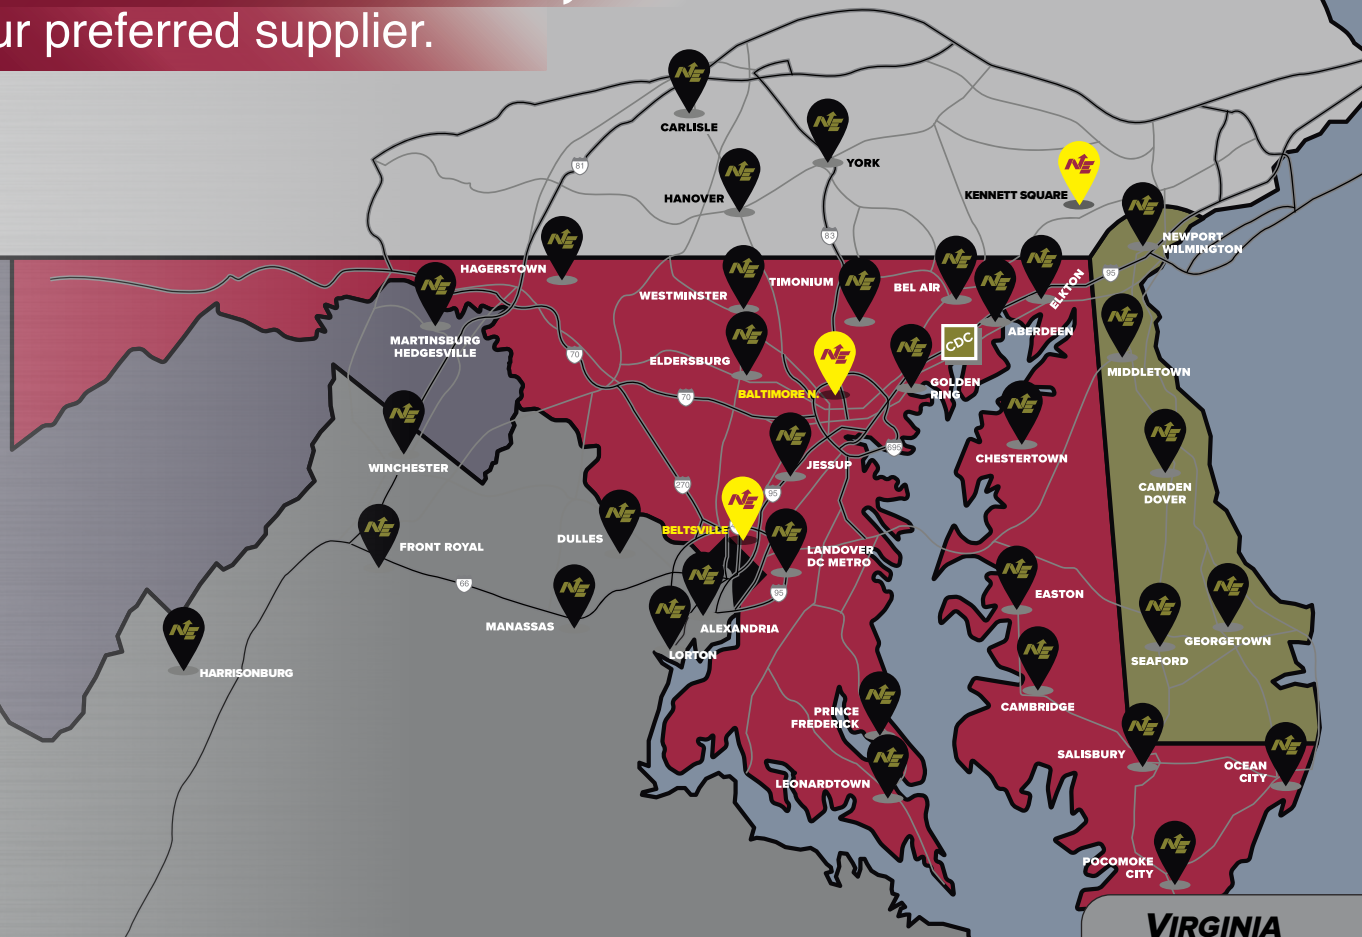 ur preferred supplier.
CARLISLE
YORK
81
KENNETT SQUARE
HANOVER
83
NEWPORT
WILMINGTON
HAGERSTOWN
95
TIMONIUM
BEL AIR
ELKTON
WESTMINSTER
ABERDEEN
MARTINSBURG
HEDGESVILLE
CDC
70
ELDERSBURG
MIDDLETOWN
GOLDEN
RING
BALTIMORE N.
70
695
CHESTERTOWN
JESSUP
WINCHESTER
270
95
CAMDEN
DOVER
BELTSVILLE
DULLES
FRONT ROYAL
LANDOVER
DC METRO
66
95
EASTON
MANASSAS
ALEXANDRIA
GEORGETOWN
LORTON
SEAFORD
HARRISONBURG
CAMBRIDGE
PRINCE
FREDERICK
SALISBURY
OCEAN
CITY
LEONARDTOWN
POCOMOKE
CITY
VIRGINIA